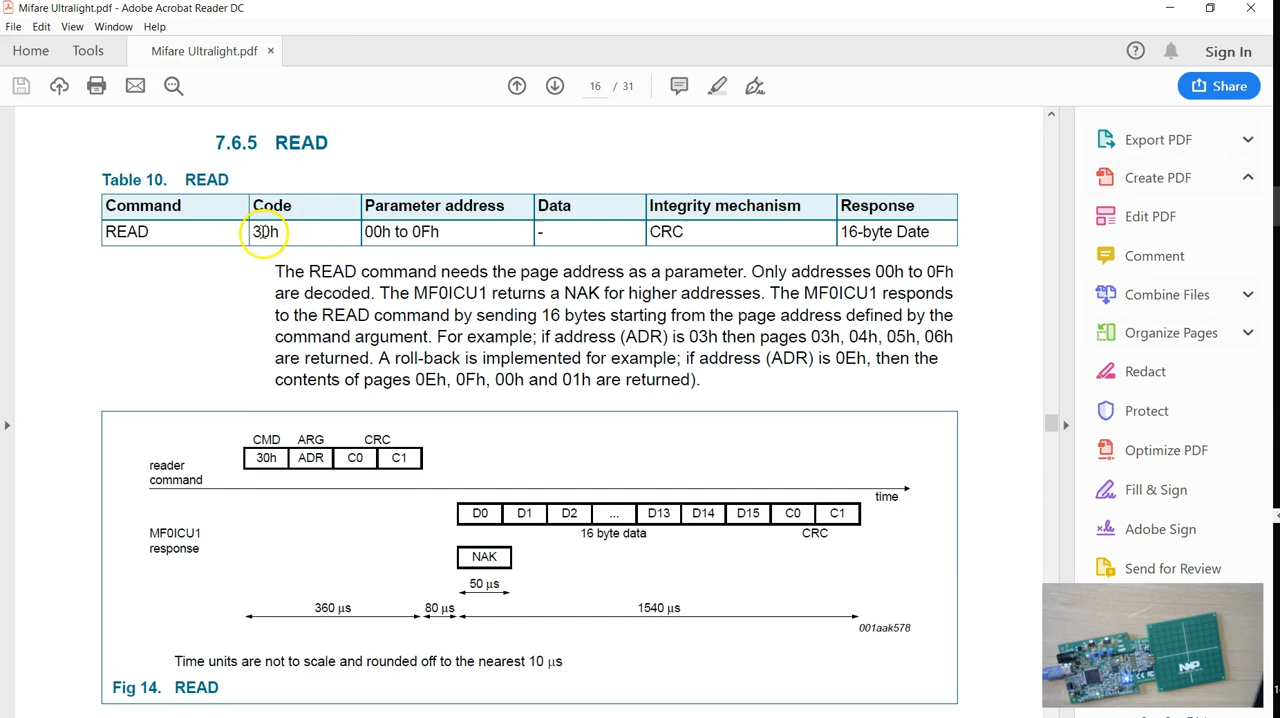 Mifare Ultralight.pdf - Adobe Acrobat Reader DC
File Edit View Window Help
Home Tools Mifare Ultralight.pdf × Sign In
16 / 31 Share
7.6.5 READ
Table 10. READ
Command Code Parameter address Data Integrity mechanism Response
READ 30h 00h to 0Fh - CRC 16-byte Date
The READ command needs the page address as a parameter. Only addresses 00h to 0Fh
are decoded. The MF0ICU1 returns a NAK for higher addresses. The MF0ICU1 responds
to the READ command by sending 16 bytes starting from the page address defined by the
command argument. For example; if address (ADR) is 03h then pages 03h, 04h, 05h, 06h
are returned. A roll-back is implemented for example; if address (ADR) is 0Eh, then the
contents of pages 0Eh, 0Fh, 00h and 01h are returned).
CMD ARG CRC
30h ADR C0 C1
reader
command
time
D0 D1 D2 ... D13 D14 D15 C0 C1
16 byte data CRC
MF0ICU1
response
NAK
50 μs
360 μs 80 μs 1540 μs
001aak578
Time units are not to scale and rounded off to the nearest 10 μs
Fig 14. READ
Export PDF
Create PDF
Edit PDF
Comment
Combine Files
Organize Pages
Redact
Protect
Optimize PDF
Fill & Sign
Adobe Sign
Send for Review
NXP